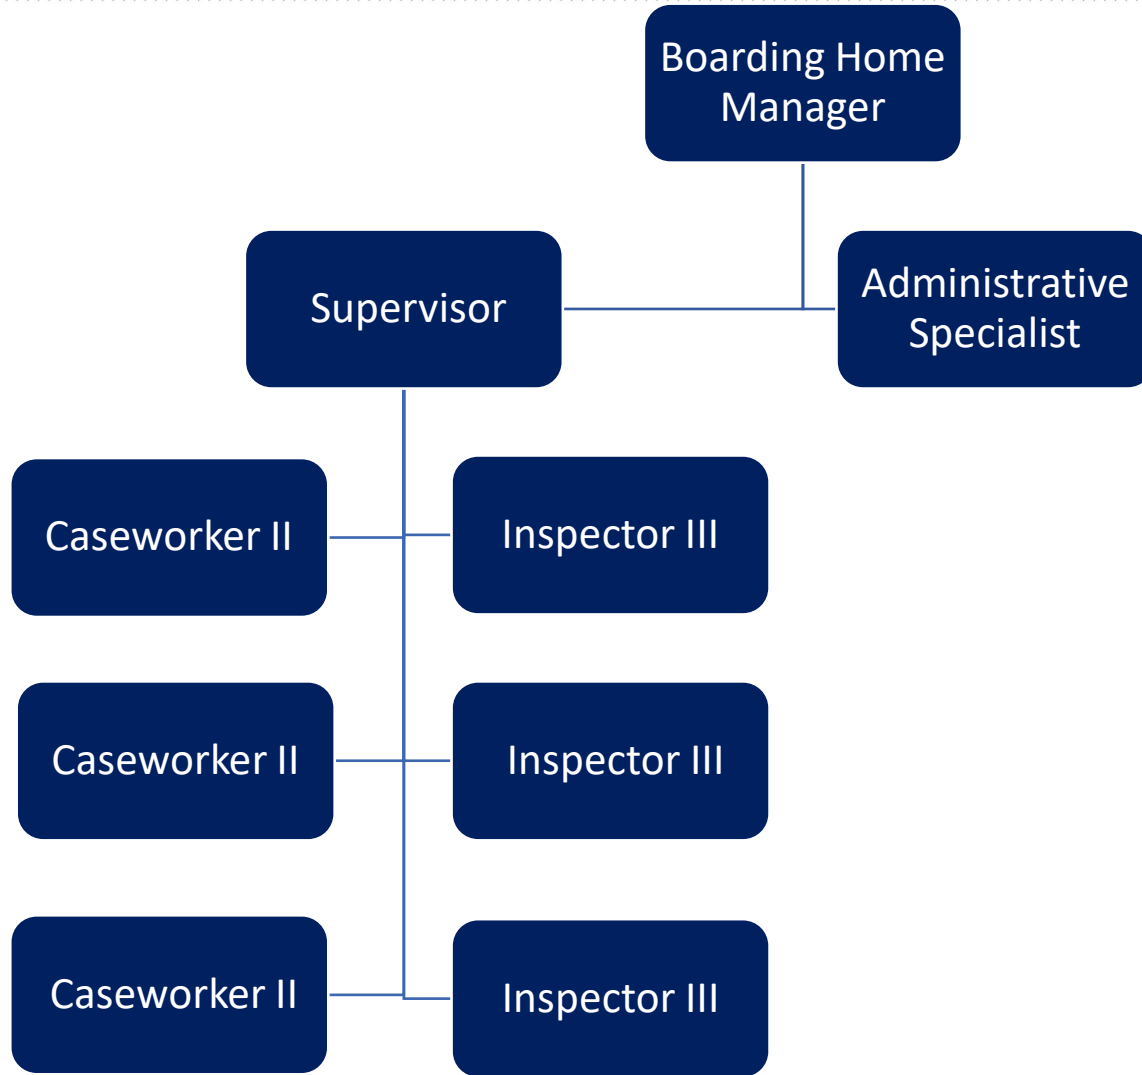 Boarding Home
Manager
Supervisor
Administrative
Specialist
Caseworker II
Inspector III
Caseworker II
Inspector III
Caseworker II
Inspector III